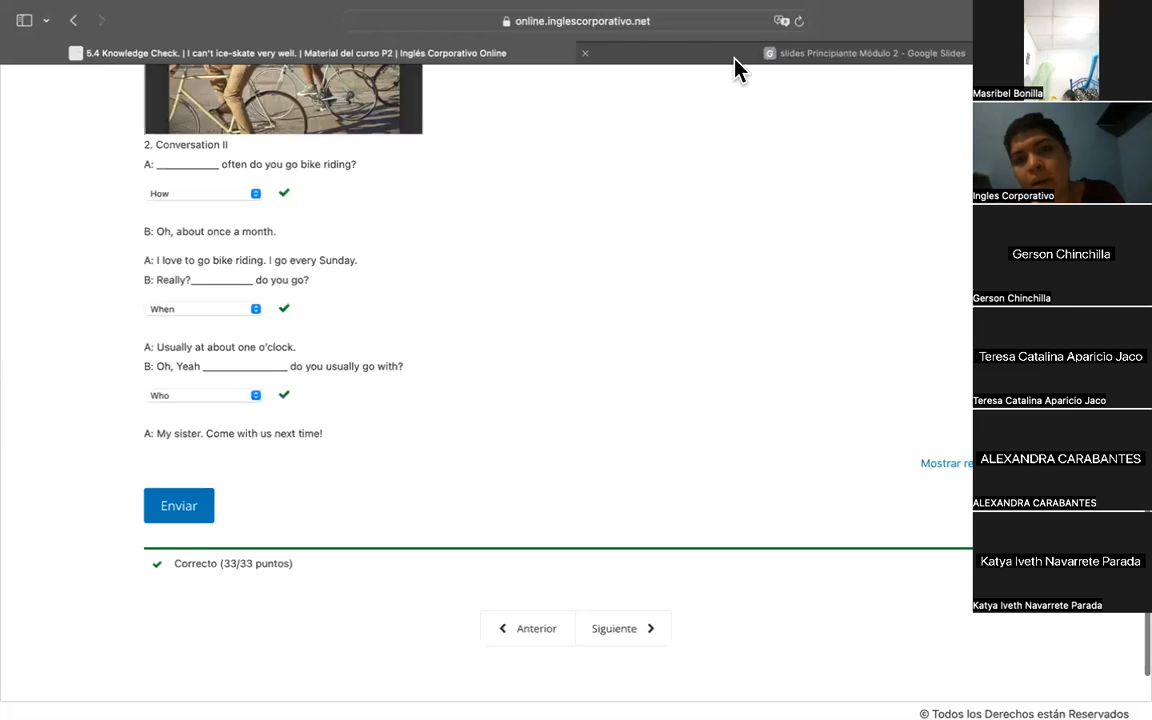 online.inglescorporativo.net
5.4 Knowledge Check. | I can't ice-skate very well. | Material del curso P2 | Inglés Corporativo Online
slides Principiante Módulo 2 - Google Slides
2. Conversation II
A: ____________ often do you go bike riding?
How
B: Oh, about once a month.
A: I love to go bike riding. I go every Sunday.
B: Really?____________ do you go?
When
A: Usually at about one o'clock.
B: Oh, Yeah ________________ do you usually go with?
Who
A: My sister. Come with us next time!
Mostrar re
Enviar
Correcto (33/33 puntos)
Anterior
Siguiente
© Todos los Derechos están Reservados
Masribel Bonilla
Ingles Corporativo
Gerson Chinchilla
Gerson Chinchilla
Teresa Catalina Aparicio Jaco
Teresa Catalina Aparicio Jaco
ALEXANDRA CARABANTES
ALEXANDRA CARABANTES
Katya Iveth Navarrete Parada
Katya Iveth Navarrete Parada